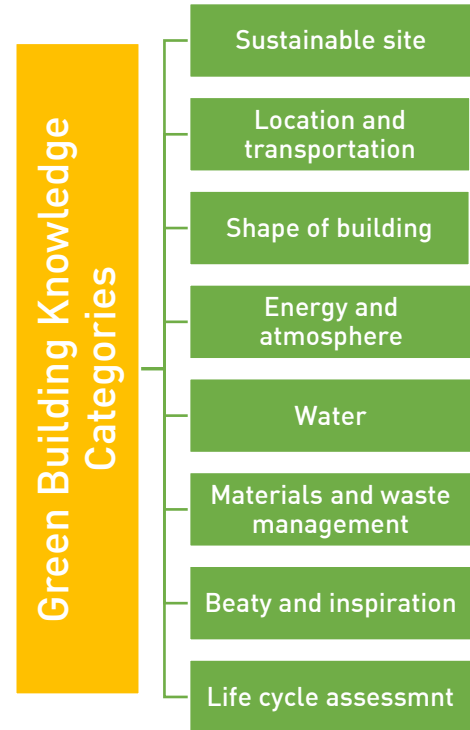 Green Building Knowledge
Categories
Sustainable site
Location and
transportation
Shape of building
Energy and
atmosphere
Water
Materials and waste
management
Beaty and inspiration
Life cycle assessmnt